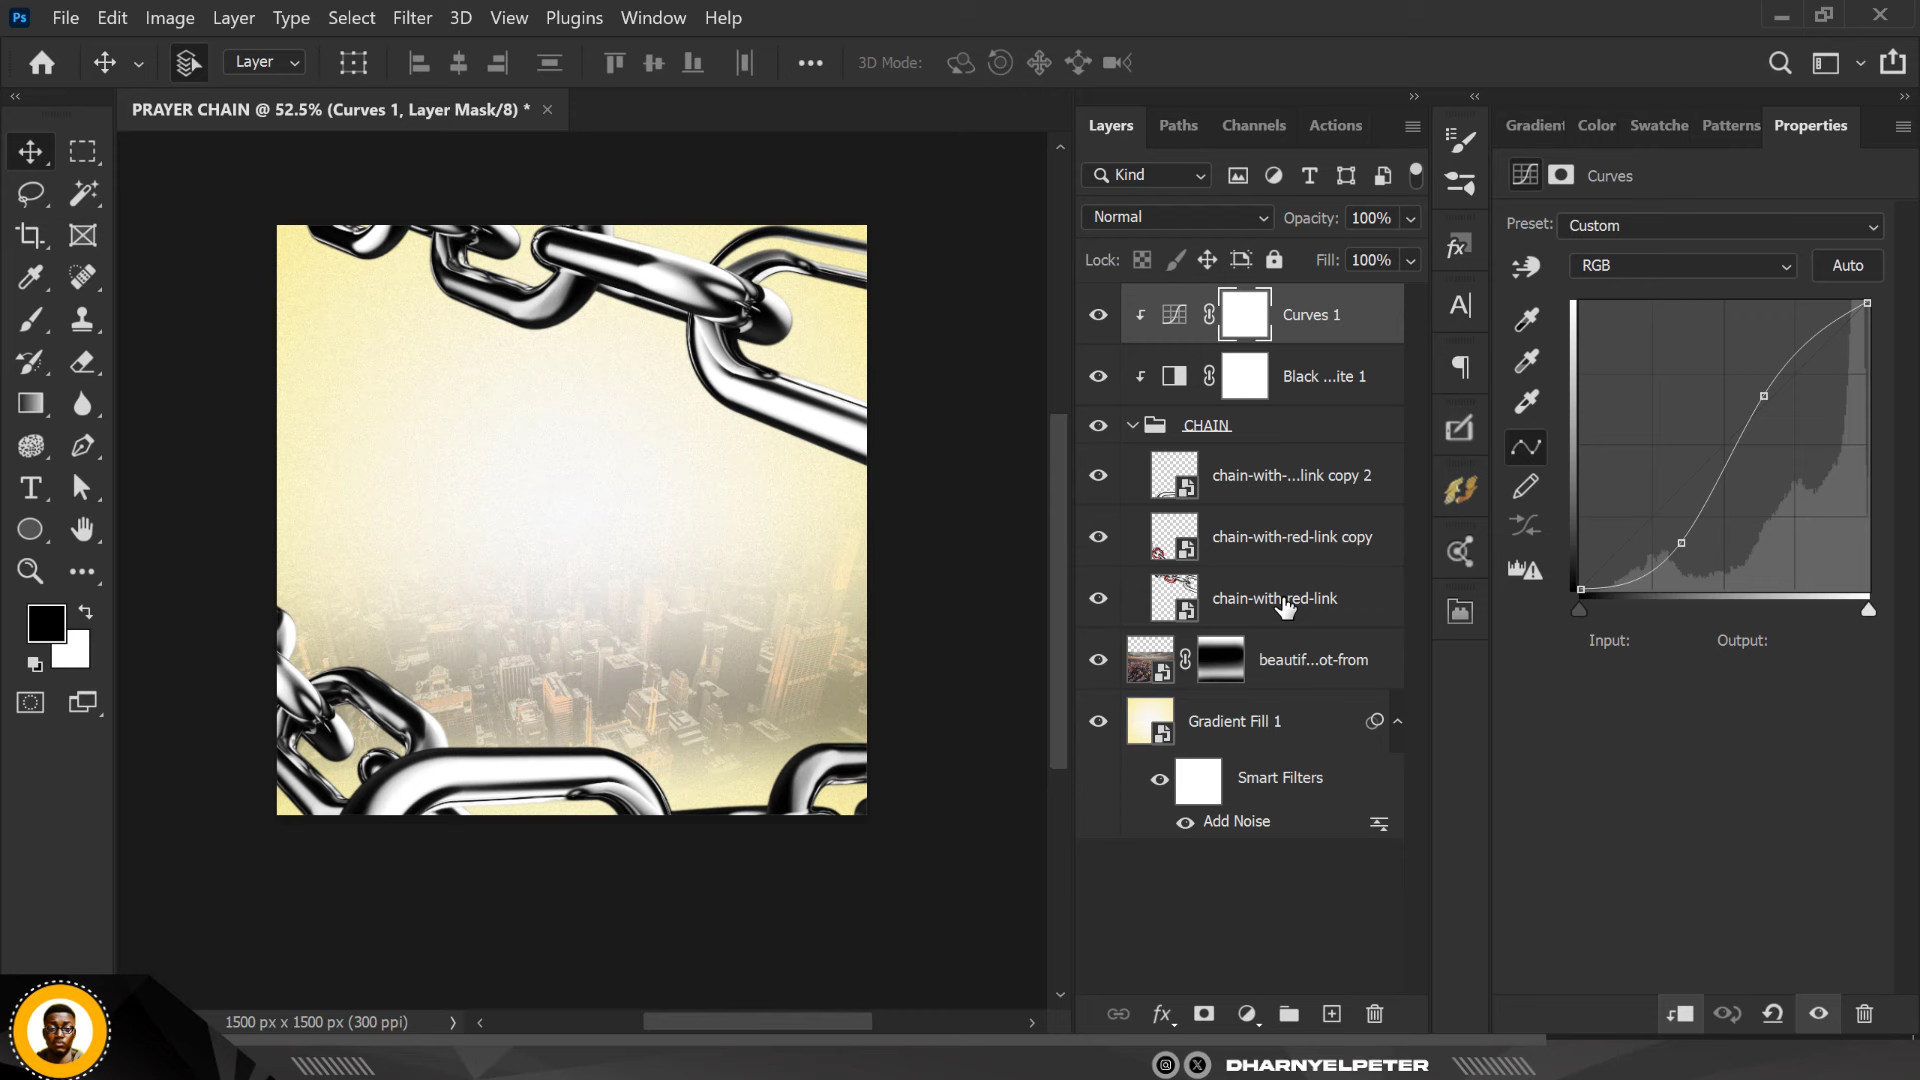 Ps File Edit Image Layer Type Select Filter 3D View Plugins Window Help
Layer 3D Mode:
PRAYER CHAIN @ 52.5% (Curves 1, Layer Mask/8) *
Layers Paths Channels Actions
Gradient Color Swatche Patterns Properties
Kind
Curves
Normal Opacity: 100%
Preset: Custom
Lock: Fill: 100%
RGB Auto
Curves 1
Black ...ite 1
CHAIN
chain-with-...link copy 2
chain-with-red-link copy
chain-with-red-link
Input: Output:
beautif...ot-from
Gradient Fill 1
Smart Filters
Add Noise
1500 px x 1500 px (300 ppi)
DHARNYELPETER